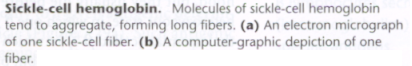 Sickle-cell hemoglobin. Molecules of sickle-cell hemoglobin
tend to aggregate, forming long fibers. (a) An electron micrograph
of one sickle-cell fiber. (b) A computer-graphic depiction of one
fiber.